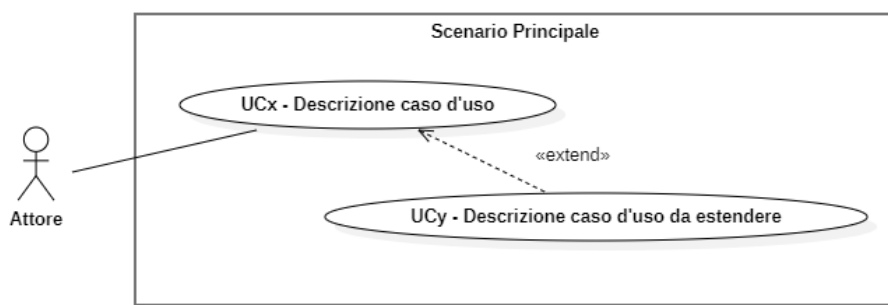 Scenario Principale
UCx - Descrizione caso d'uso
«extend»
Attore
UCy - Descrizione caso d'uso da estendere